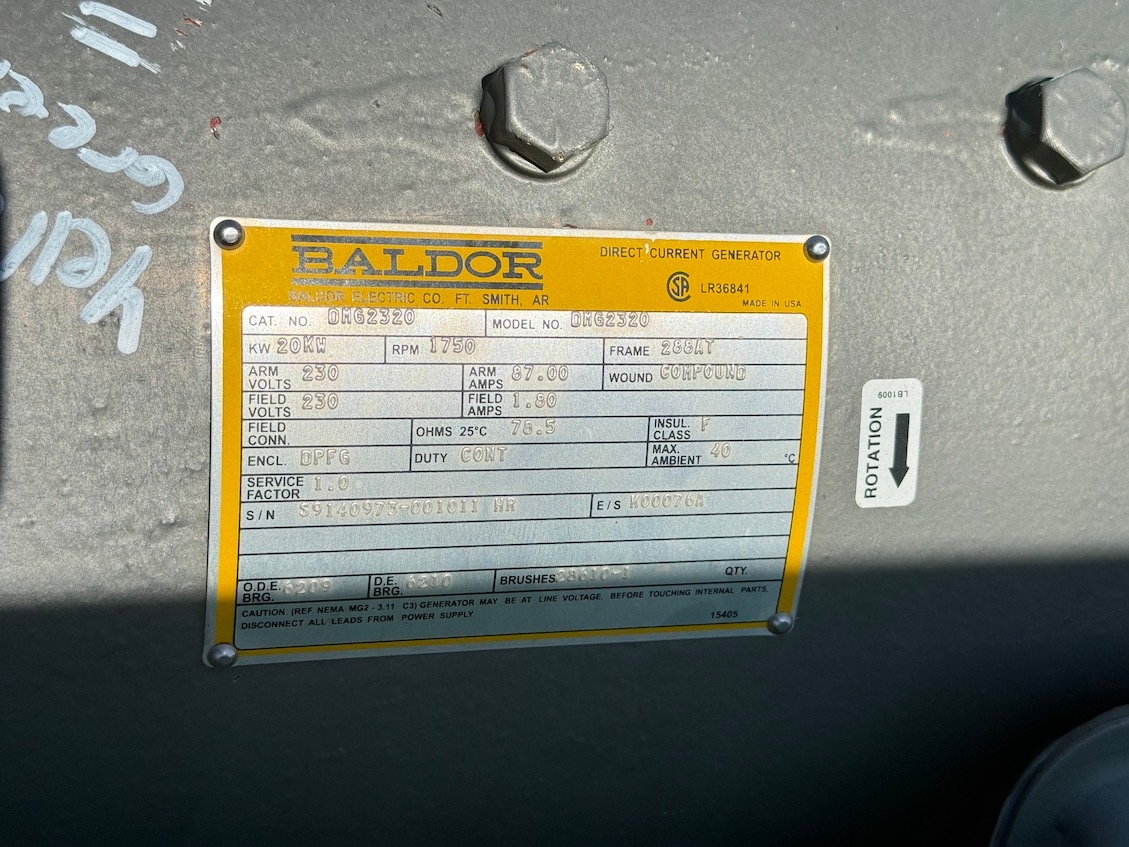 BALDOR
BALDOR ELECTRIC CO. FT. SMITH, AR
DIRECT CURRENT GENERATOR
SA LR36841
MADE IN USA
CAT. NO. DMG2320 MODEL NO. DMG2320
KW 20KW RPM 1750 FRAME 288AT
ARM VOLTS 230 ARM AMPS 87.00 WOUND COMPOUND
FIELD VOLTS 230 FIELD AMPS 1.80
FIELD CONN. OHMS 25°C 78.5 INSUL. CLASS F
ENCL. DPFG DUTY CONT MAX. AMBIENT 40 °C
SERVICE FACTOR 1.0
S/N S9140973-001011 WR E/S K00076A
O.D.E. BRG. 6209 D.E. BRG. 6210 BRUSHES QTY.
CAUTION. (REF. NEMA MG2 - 3.11 C3) GENERATOR MAY BE AT LINE VOLTAGE. BEFORE TOUCHING INTERNAL PARTS.
DISCONNECT ALL LEADS FROM POWER SUPPLY
15405
ROTATION
LB1009